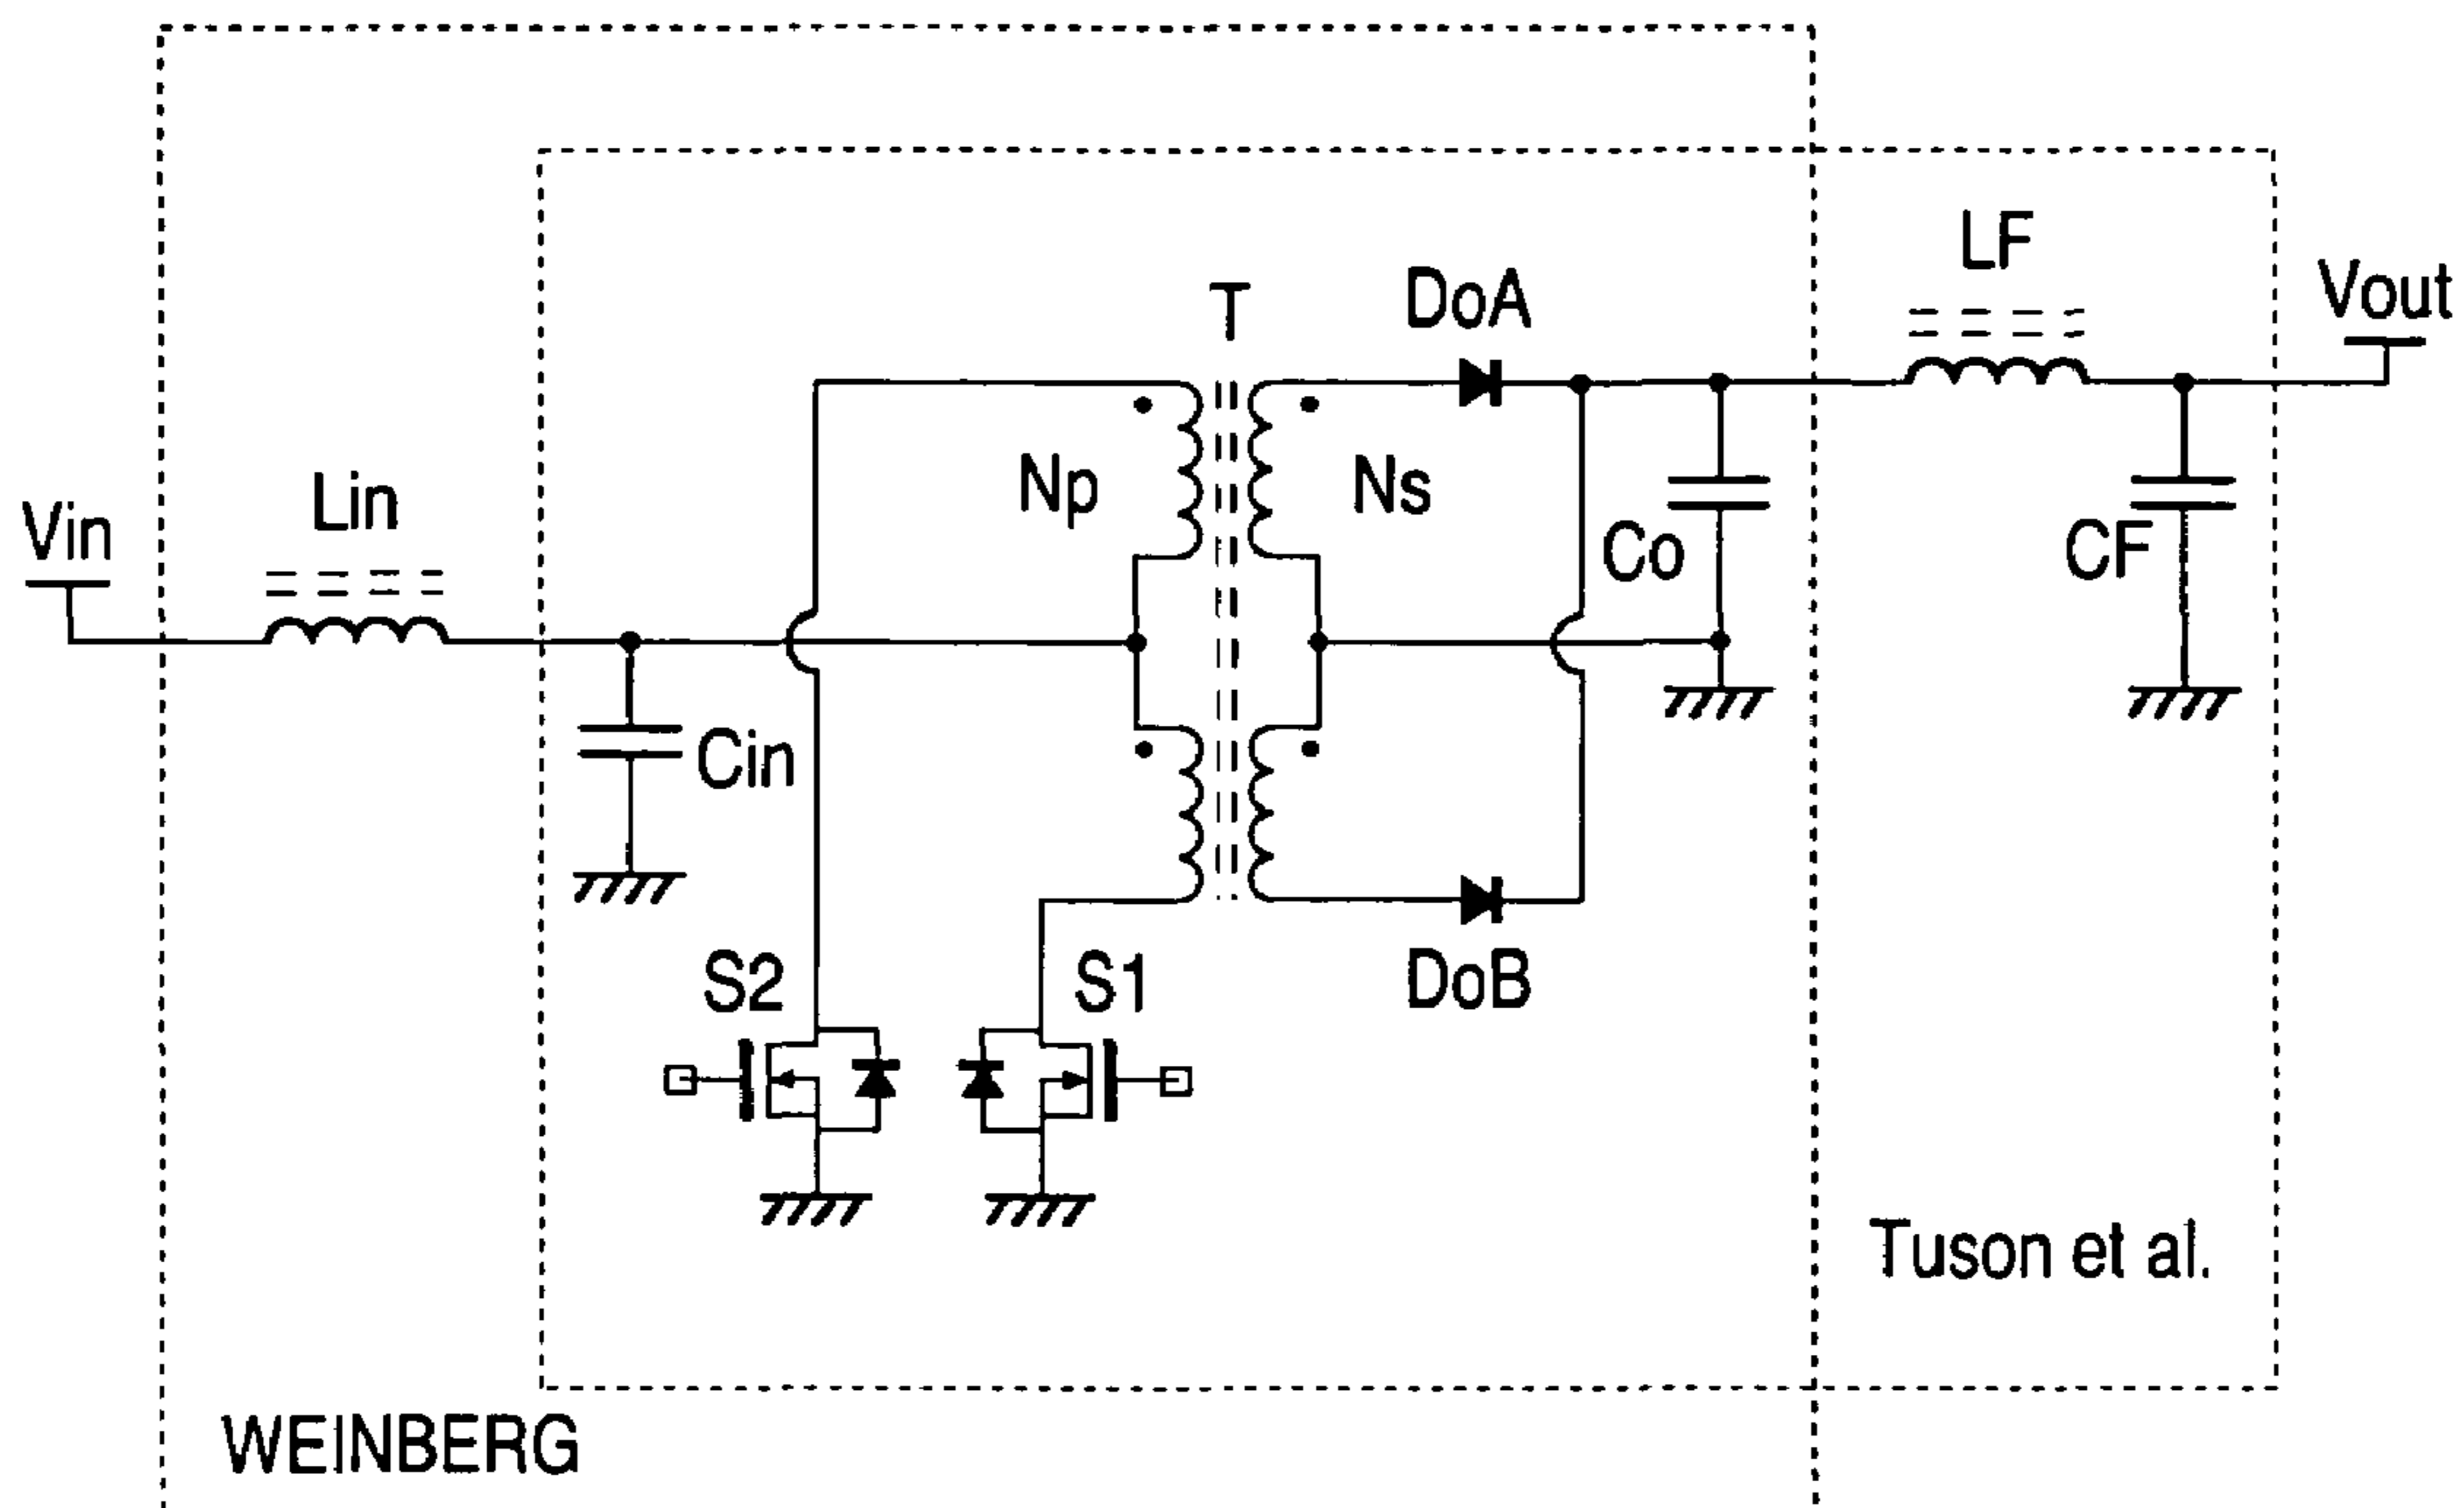 LF
Vout
T
DoA
Np
Ns
Lin
Vin
Co
CF
Cin
S2
S1
DoB
Tuson et al.
WEINBERG